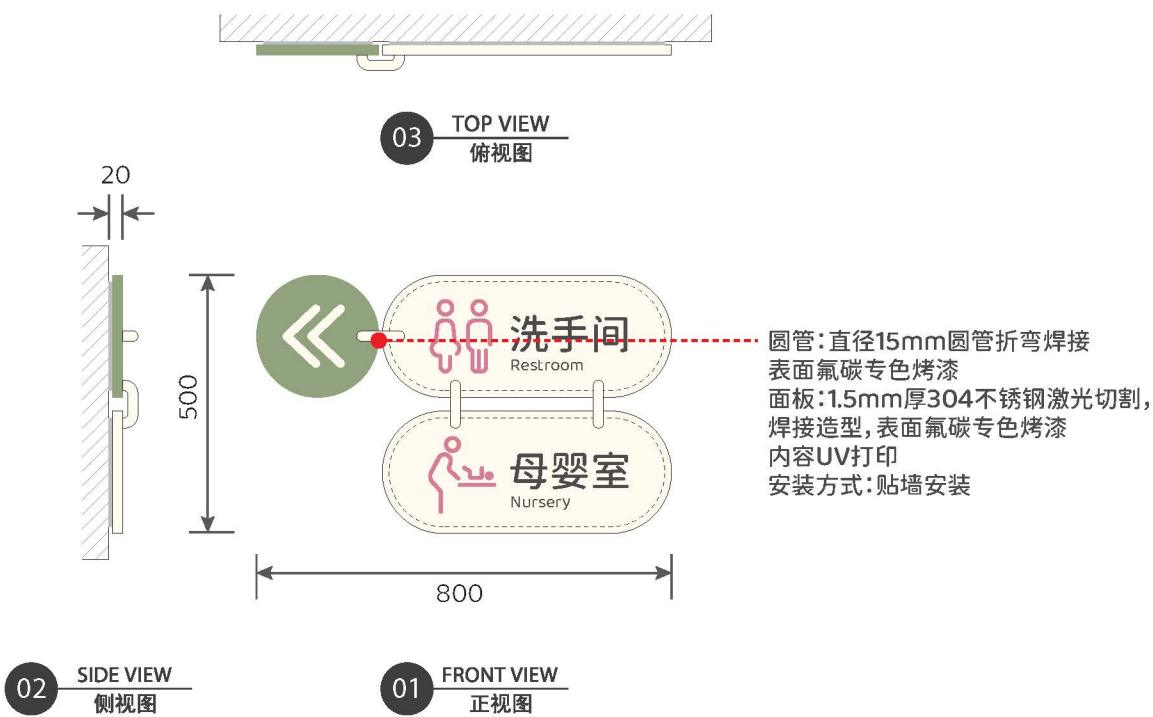 03
TOP VIEW
俯视图
20
500
洗手间
Restroom
母婴室
Nursery
圆管:直径15mm圆管折弯焊接
表面氟碳专色烤漆
面板:1.5mm厚304不锈钢激光切割,
焊接造型,表面氟碳专色烤漆
内容UV打印
安装方式:贴墙安装
800
02
SIDE VIEW
侧视图
01
FRONT VIEW
正视图